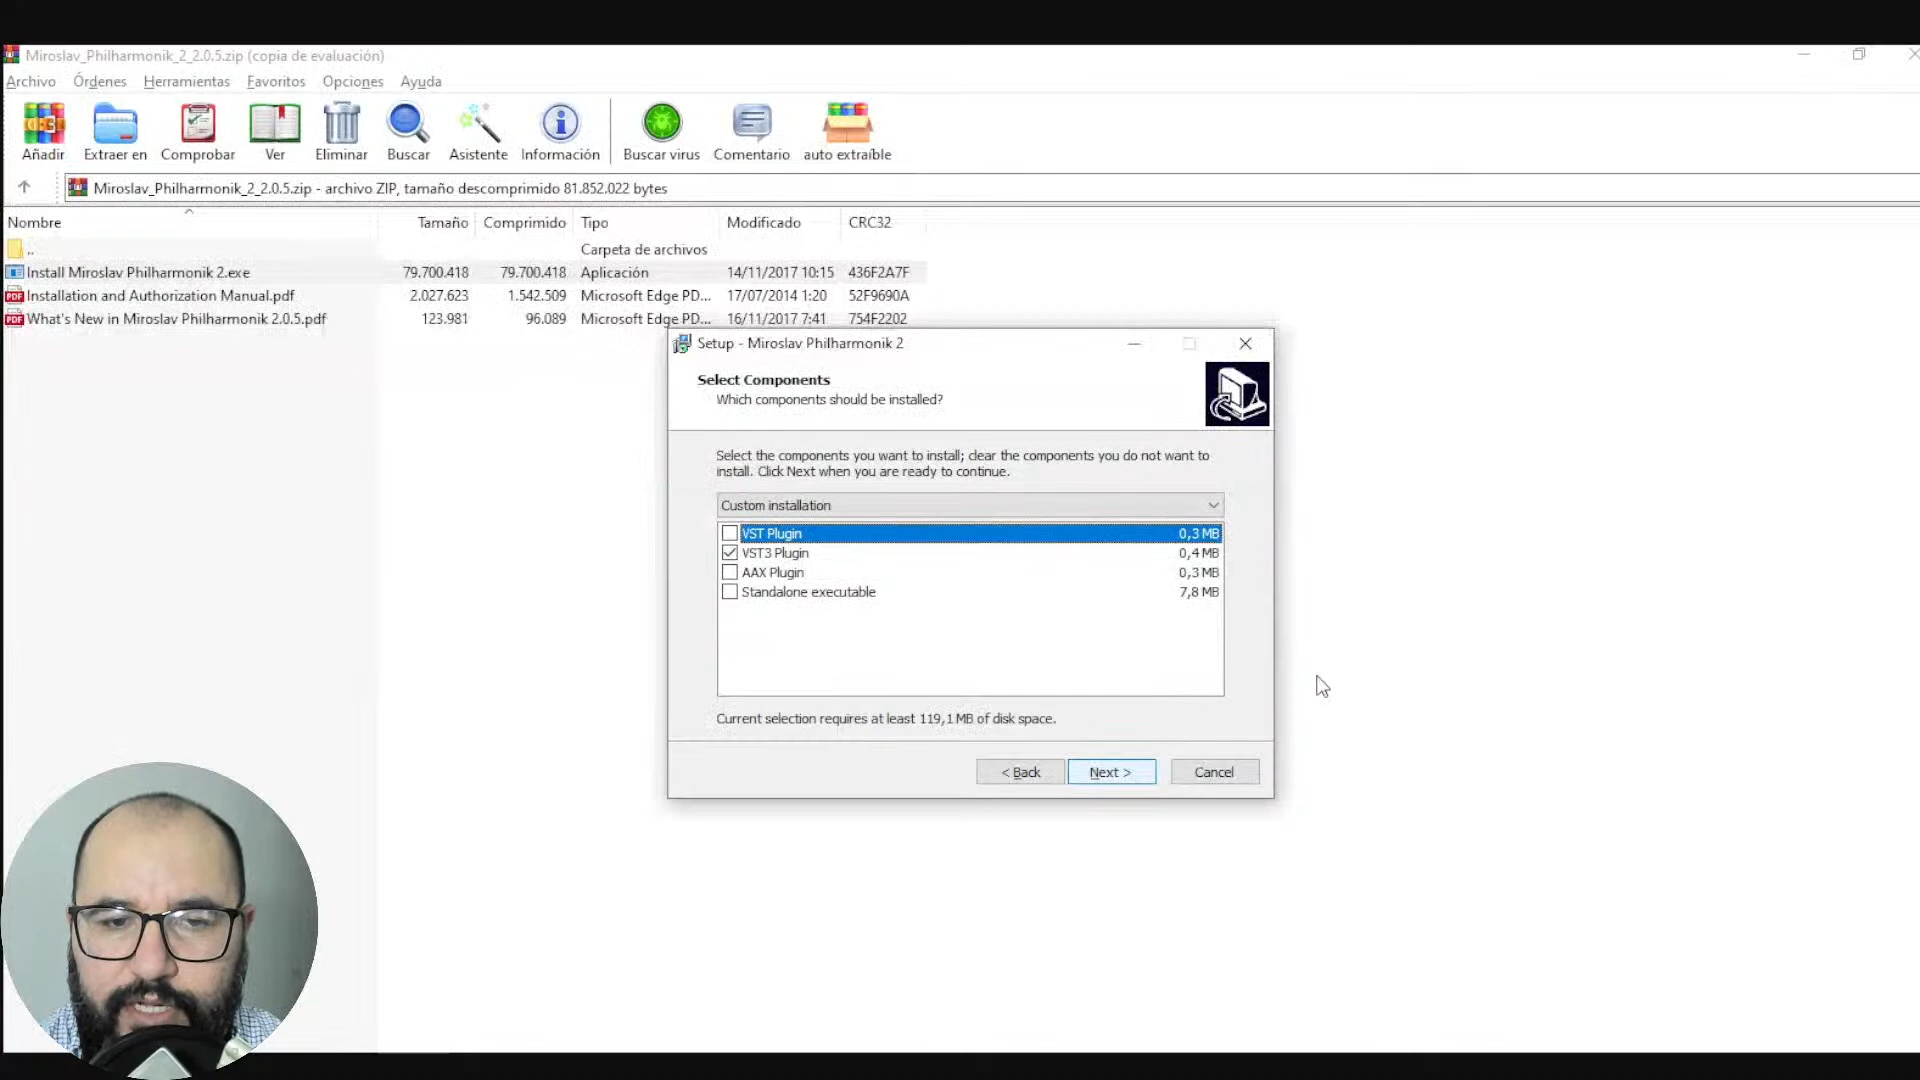 Miroslav_Philharmonik_2_2.0.5.zip (copia de evaluación)
Archivo Órdenes Herramientas Favoritos Opciones Ayuda
Añadir Extraer en Comprobar Ver Eliminar Buscar Asistente Información Buscar virus Comentario auto extraíble
Miroslav_Philharmonik_2_2.0.5.zip - archivo ZIP, tamaño descomprimido 81.852.022 bytes
Nombre Tamaño Comprimido Tipo Modificado CRC32
.. Carpeta de archivos
Install Miroslav Philharmonik 2.exe 79.700.418 79.700.418 Aplicación 14/11/2017 10:15 436F2A7F
PDF Installation and Authorization Manual.pdf 2.027.623 1.542.509 Microsoft Edge PD... 17/07/2014 1:20 52F9690A
PDF What's New in Miroslav Philharmonik 2.0.5.pdf 123.981 96.089 Microsoft Edge PD... 16/11/2017 7:41 754F2202
Setup - Miroslav Philharmonik 2
Select Components
Which components should be installed?
Select the components you want to install; clear the components you do not want to
install. Click Next when you are ready to continue.
Custom installation
VST Plugin 0,3 MB
VST3 Plugin 0,4 MB
AAX Plugin 0,3 MB
Standalone executable 7,8 MB
Current selection requires at least 119,1 MB of disk space.
< Back Next > Cancel